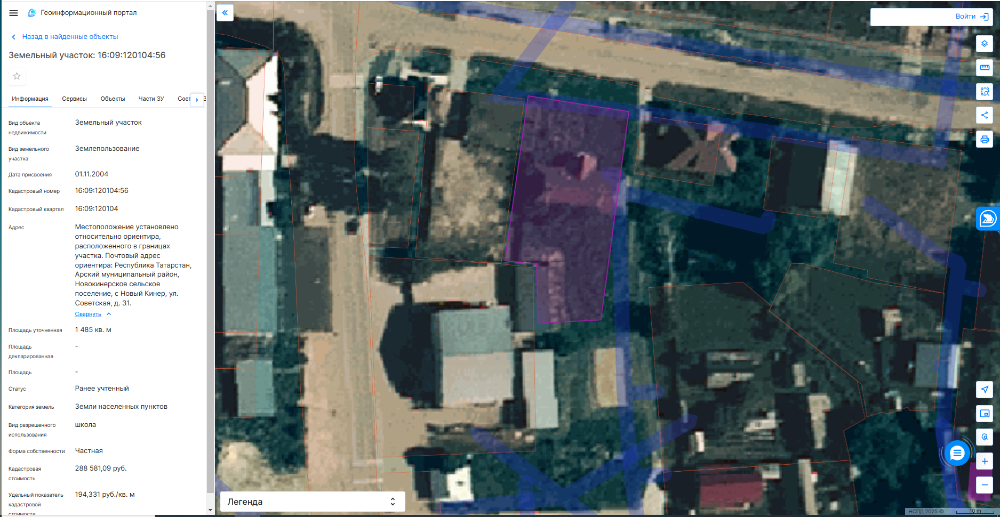 Геоинформационный портал
Назад в найденные объекты
Земельный участок: 16:09:120104:56
Информация Сервисы Объекты Части ЗУ Сост
Вид объекта недвижимости Земельный участок
Вид земельного участка Землепользование
Дата присвоения 01.11.2004
Кадастровый номер 16:09:120104:56
Кадастровый квартал 16:09:120104
Адрес Местоположение установлено
относительно ориентира,
расположенного в границах
участка. Почтовый адрес
ориентира: Республика Татарстан,
Арский муниципальный район,
Новокинерское сельское
поселение, с Новый Кинер, ул.
Советская, д. 31.
Свернуть
Площадь уточненная 1 485 кв. м
Площадь декларированная -
Площадь -
Статус Ранее учтенный
Категория земель Земли населенных пунктов
Вид разрешенного использования школа
Форма собственности Частная
Кадастровая стоимость 288 581,09 руб.
Удельный показатель кадастровой стоимости 194,331 руб./кв. м
Войти
Легенда
НСПД 2025 ©
10 m